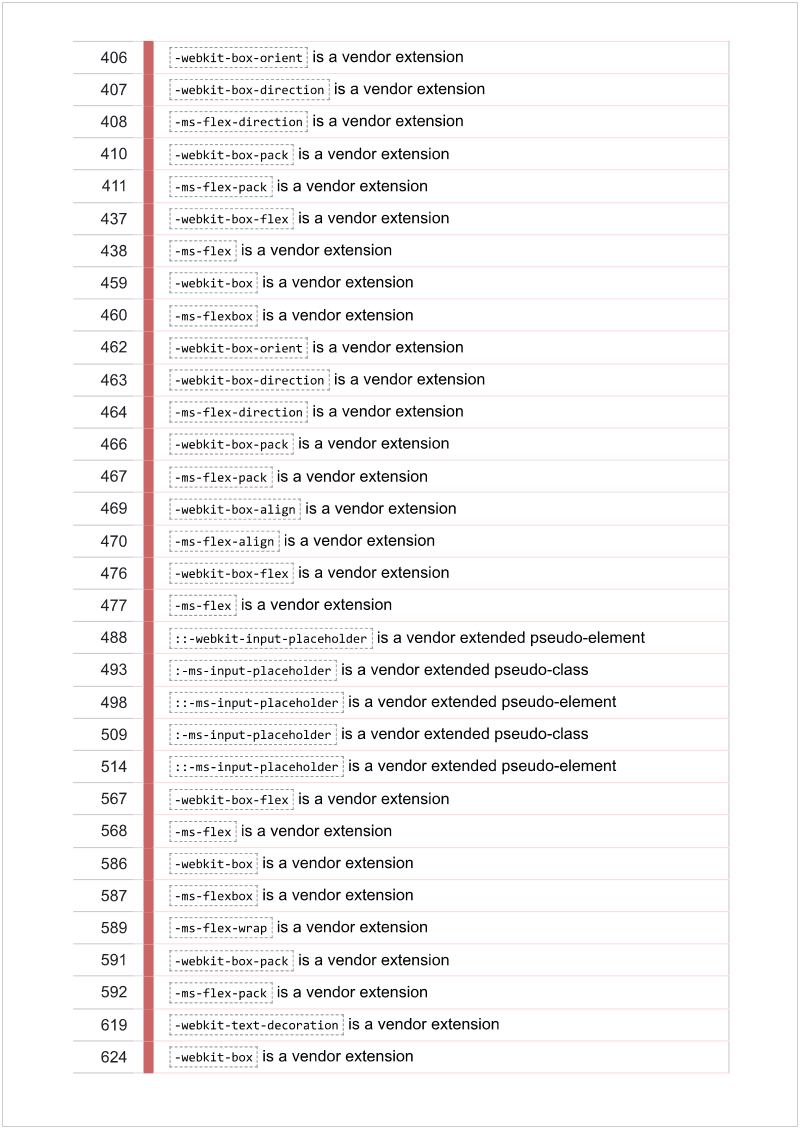 406 -webkit-box-orient is a vendor extension
407 -webkit-box-direction is a vendor extension
408 -ms-flex-direction is a vendor extension
410 -webkit-box-pack is a vendor extension
411 -ms-flex-pack is a vendor extension
437 -webkit-box-flex is a vendor extension
438 -ms-flex is a vendor extension
459 -webkit-box is a vendor extension
460 -ms-flexbox is a vendor extension
462 -webkit-box-orient is a vendor extension
463 -webkit-box-direction is a vendor extension
464 -ms-flex-direction is a vendor extension
466 -webkit-box-pack is a vendor extension
467 -ms-flex-pack is a vendor extension
469 -webkit-box-align is a vendor extension
470 -ms-flex-align is a vendor extension
476 -webkit-box-flex is a vendor extension
477 -ms-flex is a vendor extension
488 ::-webkit-input-placeholder is a vendor extended pseudo-element
493 :-ms-input-placeholder is a vendor extended pseudo-class
498 ::-ms-input-placeholder is a vendor extended pseudo-element
509 :-ms-input-placeholder is a vendor extended pseudo-class
514 ::-ms-input-placeholder is a vendor extended pseudo-element
567 -webkit-box-flex is a vendor extension
568 -ms-flex is a vendor extension
586 -webkit-box is a vendor extension
587 -ms-flexbox is a vendor extension
589 -ms-flex-wrap is a vendor extension
591 -webkit-box-pack is a vendor extension
592 -ms-flex-pack is a vendor extension
619 -webkit-text-decoration is a vendor extension
624 -webkit-box is a vendor extension